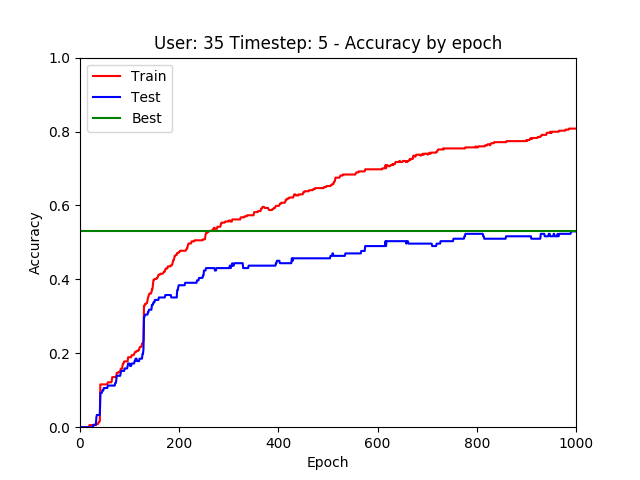 User: 35 Timestep: 5 - Accuracy by epoch
1.0
0.8
0.6
0.4
0.2
0.0
Accuracy
Train
Test
Best
0 200 400 600 800 1000
Epoch